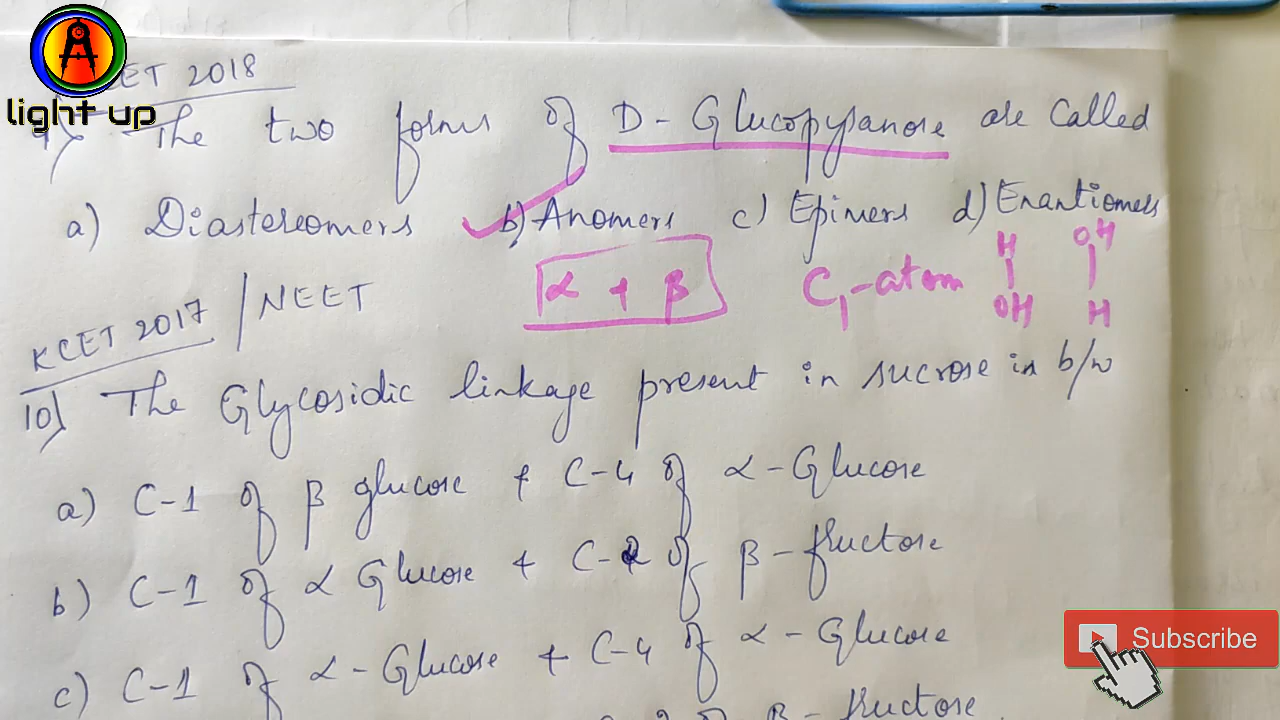 EET 2018
light up
9) The two forms of D - Glucopyranose are called
a) Diastereomers b) Anomers c) Epimers d) Enantiomers
α + β C1-atom H OH
OH H
KCET 2017 / NEET
10) The Glycosidic linkage present in sucrose in b/w
a) C-1 of β glucose + C-4 of α-Glucose
b) C-1 of α Glucose + C-2 of β-fructose
Subscribe
c) C-1 of α-Glucose + C-4 of α-Glucose
of β-fructose